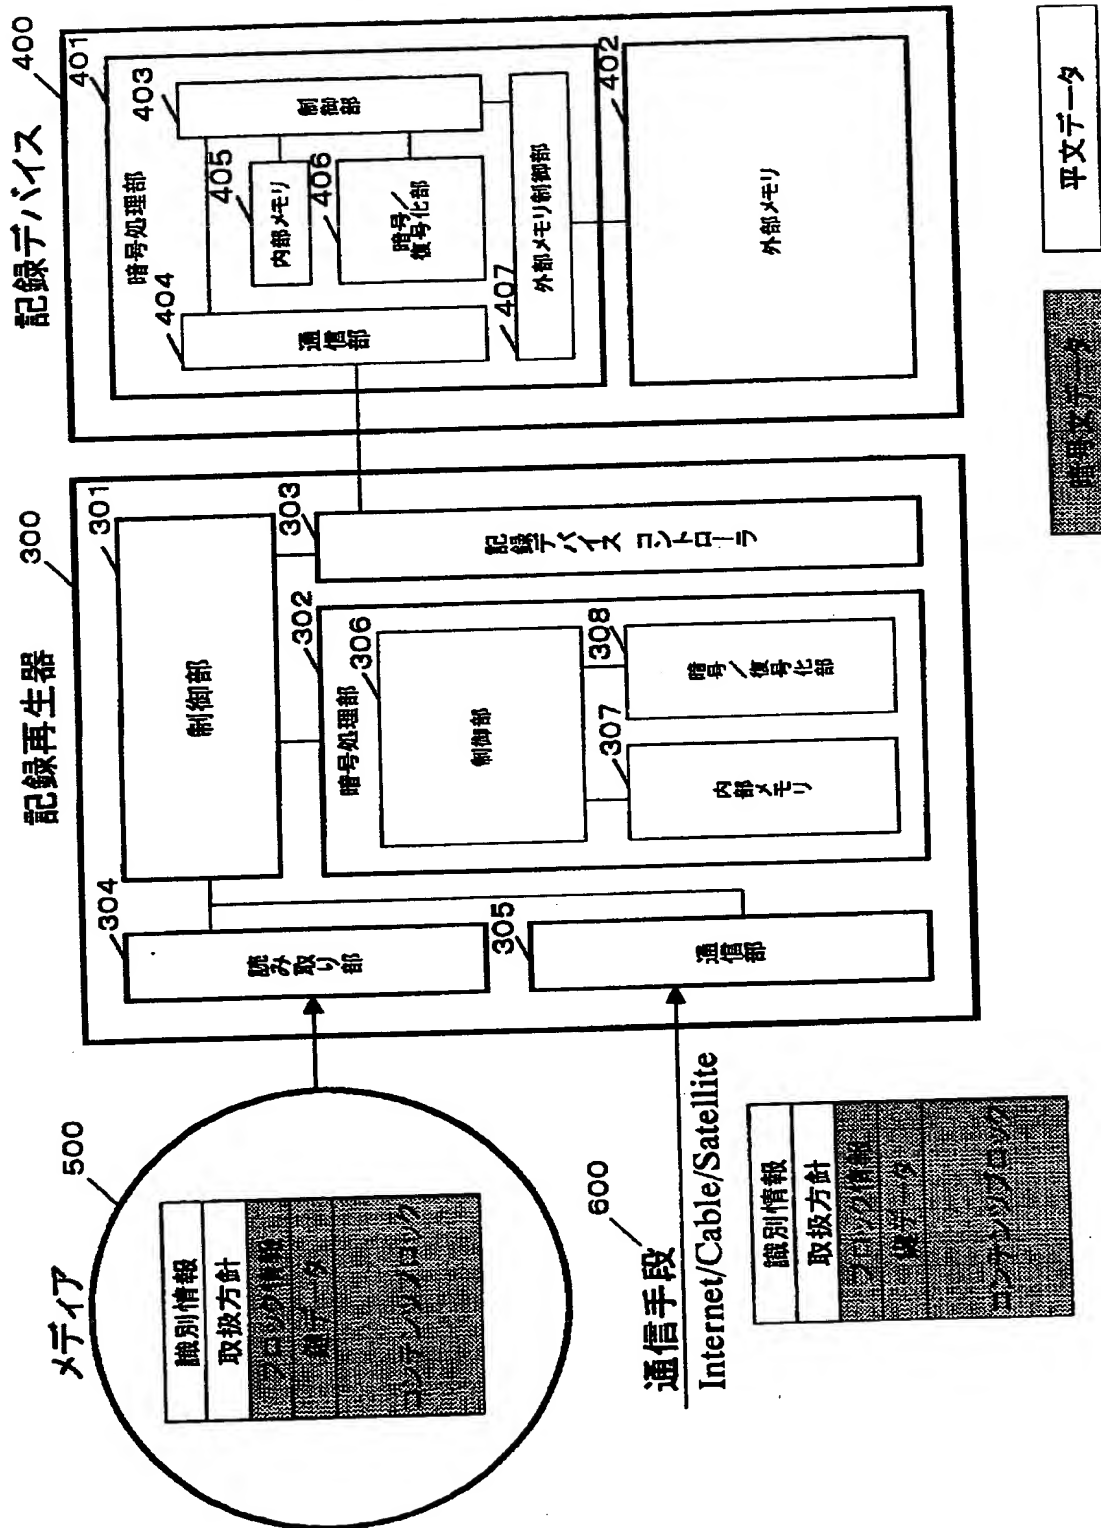 メディア
500
識別情報
取扱方針
ブロック情報
鍵データ
コンテンツブロック
通信手段
600
Internet/Cable/Satellite
識別情報
取扱方針
ブロック情報
鍵データ
コンテンツブロック
記録再生器
300
301
制御部
302
暗号処理部
306
制御部
307
内部メモリ
308
暗号/復号化部
303
記録デバイス コントローラ
304
読み取り部
305
通信部
記録デバイス
400
401
暗号処理部
403
制御部
404
通信部
405
内部メモリ
406
暗号/
復号化部
407
外部メモリ制御部
402
外部メモリ
暗号文データ
平文データ